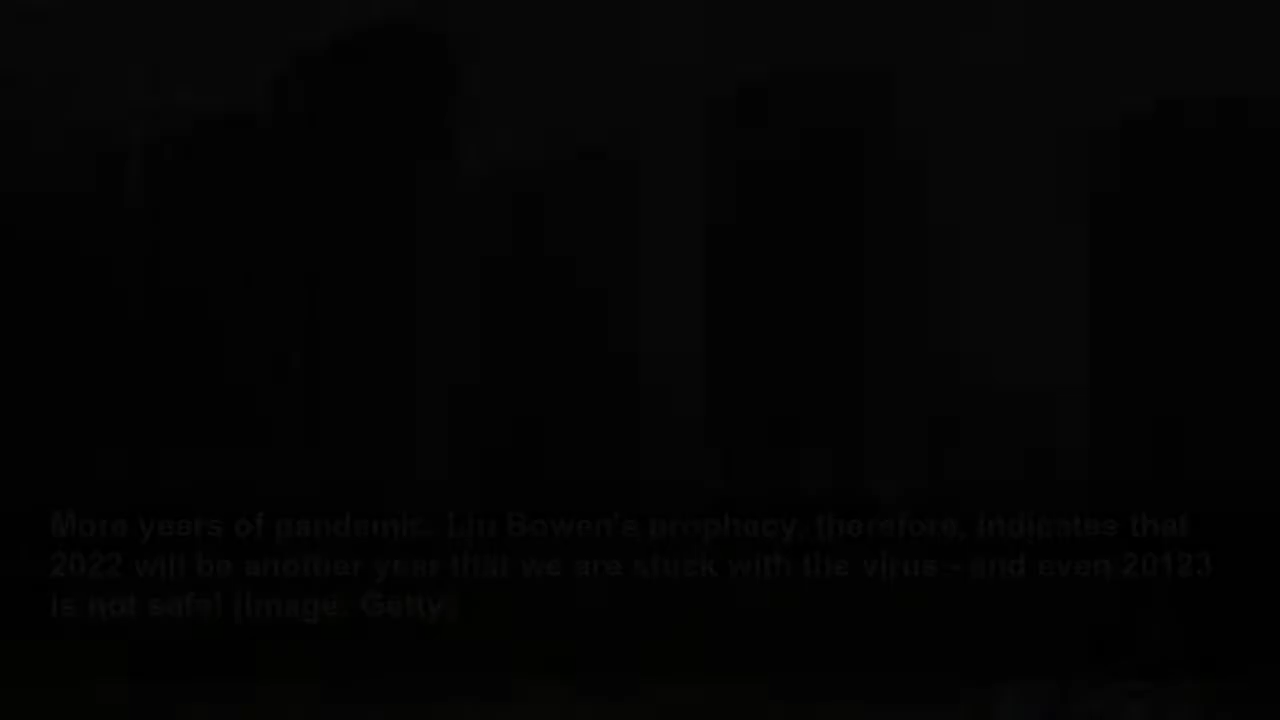 More years of pandemic. Liu Bowen's prophecy, therefore, indicates that
2022 will be another year that we are stuck with the virus - and even 20123
is not safe! (Image: Getty)